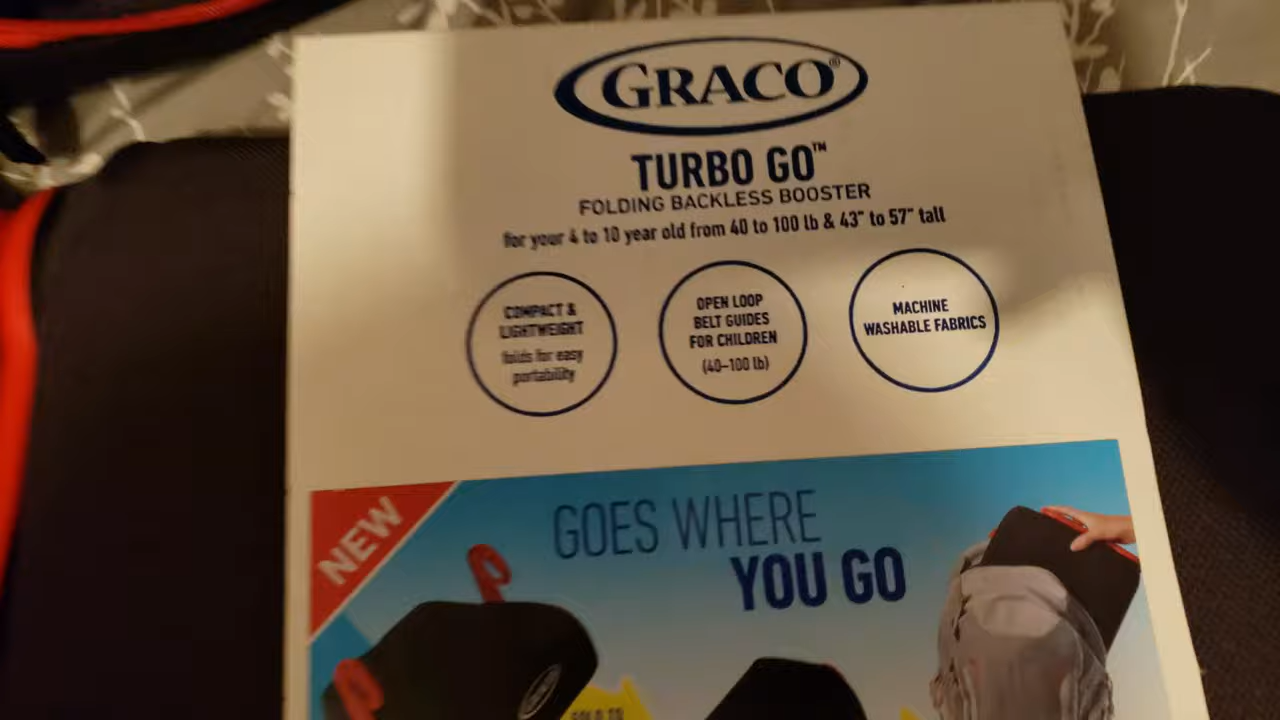 GRACO®
TURBO GO™
FOLDING BACKLESS BOOSTER
for your 4 to 10 year old from 40 to 100 lb & 43" to 57" tall
COMPACT &
LIGHTWEIGHT
folds for easy
portability
OPEN LOOP
BELT GUIDES
FOR CHILDREN
(40–100 lb)
MACHINE
WASHABLE FABRICS
NEW
GOES WHERE
YOU GO